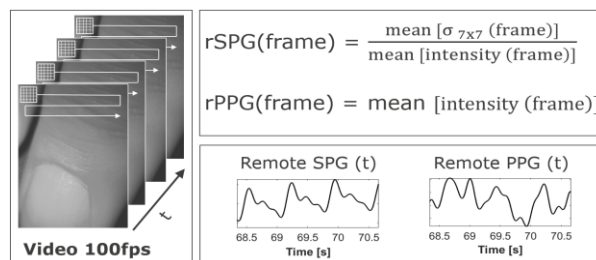 t
Video 100fps
rSPG(frame) = mean [σ 7x7 (frame)] / mean [intensity (frame)]
rPPG(frame) = mean [intensity (frame)]
Remote SPG (t)
Remote PPG (t)
68.5 69 69.5 70 70.5
Time [s]
68.5 69 69.5 70 70.5
Time [s]